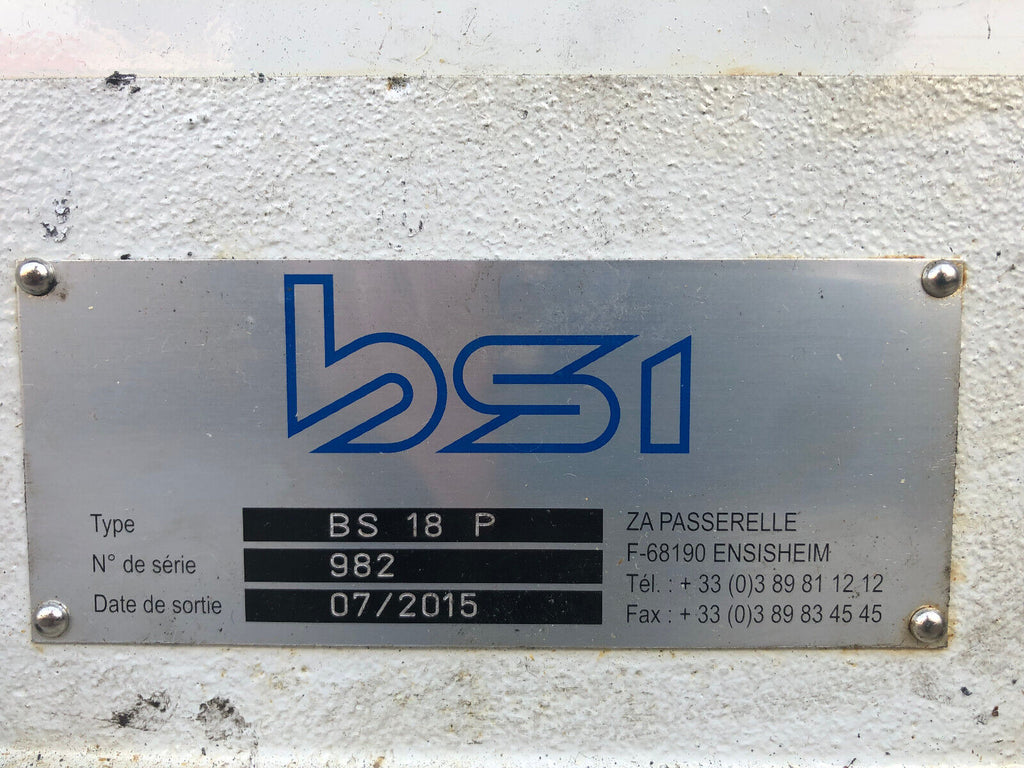 bsi
Type BS 18 P
N° de série 982
Date de sortie 07/2015
ZA PASSERELLE
F-68190 ENSISHEIM
Tél. : + 33 (0)3 89 81 12 12
Fax : + 33 (0)3 89 83 45 45